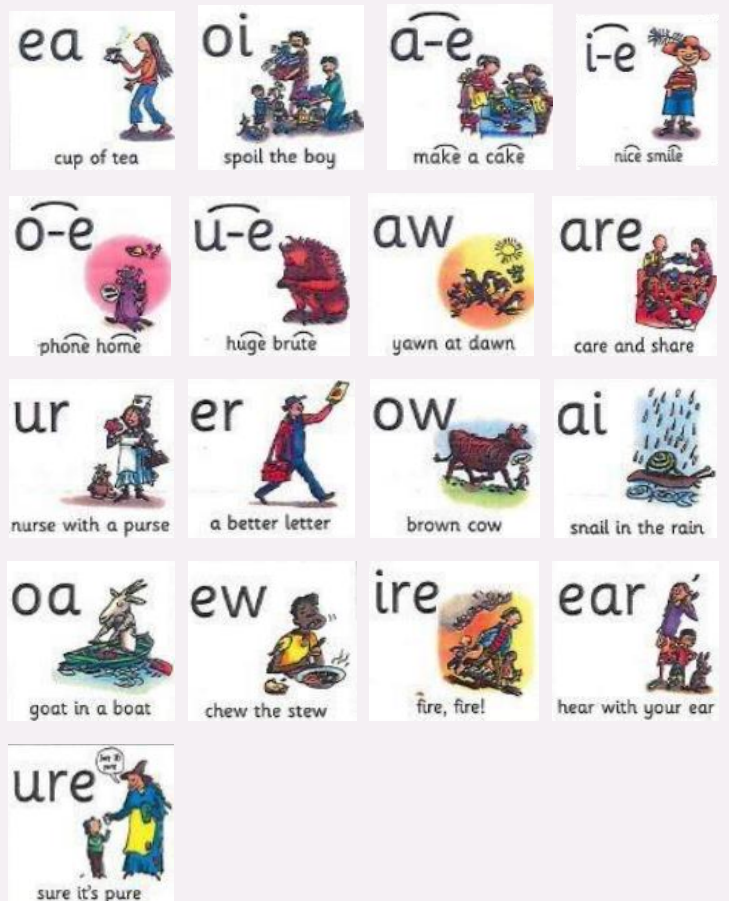 ea
cup of tea
oi
spoil the boy
a-e
make a cake
i-e
nice smile
o-e
phone home
u-e
huge brute
aw
yawn at dawn
are
care and share
ur
nurse with a purse
er
a better letter
ow
brown cow
ai
snail in the rain
oa
goat in a boat
ew
chew the stew
ire
fire, fire!
ear
hear with your ear
ure
sure it's pure